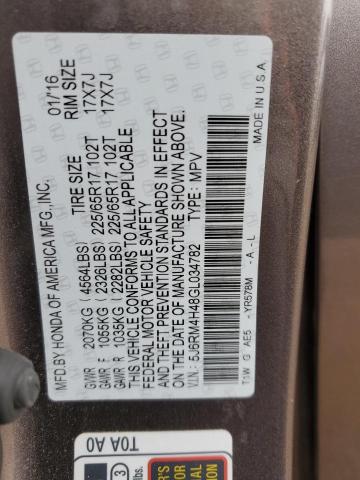 MFD.BY HONDA OF AMERICA MFG.,INC. 01/16
TIRE SIZE RIM SIZE
GVWR 2070KG (4564LBS)
GAWR F 1055KG (2326LBS) 225/65R17 102T 17X7J
GAWR R 1035KG (2282LBS) 225/65R17 102T 17X7J
THIS VEHICLE CONFORMS TO ALL APPLICABLE
FEDERAL MOTOR VEHICLE SAFETY
AND THEFT PREVENTION STANDARDS IN EFFECT
ON THE DATE OF MANUFACTURE SHOWN ABOVE.
V.I.N.: 5J6RM4H48GL034782 TYPE: MPV
T1W G AE5 -YR578M -A -L MADE IN U.S.A
T0A A0
3
lbs.